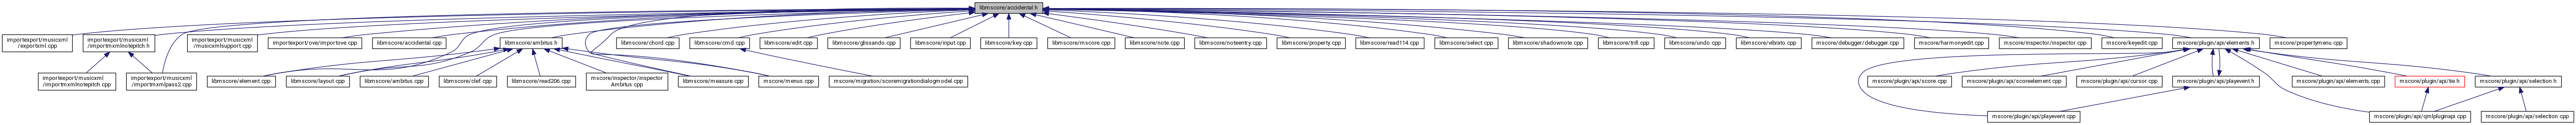 libmscore/accidental.h
importexport/musicxml
/exportxml.cpp
importexport/musicxml
/importmxmlnotepitch.h
importexport/musicxml
/musicxmlsupport.cpp
importexport/ove/importove.cpp
libmscore/accidental.cpp
libmscore/ambitus.h
libmscore/chord.cpp
libmscore/cmd.cpp
libmscore/edit.cpp
libmscore/glissando.cpp
libmscore/input.cpp
libmscore/key.cpp
libmscore/mscore.cpp
libmscore/note.cpp
libmscore/noteentry.cpp
libmscore/property.cpp
libmscore/read114.cpp
libmscore/select.cpp
libmscore/shadownote.cpp
libmscore/trill.cpp
libmscore/undo.cpp
libmscore/vibrato.cpp
mscore/debugger/debugger.cpp
mscore/harmonyedit.cpp
mscore/inspector/inspector.cpp
mscore/keyedit.cpp
mscore/plugin/api/elements.h
mscore/propertymenu.cpp
importexport/musicxml
/importmxmlnotepitch.cpp
importexport/musicxml
/importmxmlpass2.cpp
libmscore/element.cpp
libmscore/layout.cpp
libmscore/ambitus.cpp
libmscore/clef.cpp
libmscore/read206.cpp
mscore/inspector/inspector
Ambitus.cpp
libmscore/measure.cpp
mscore/menus.cpp
mscore/migration/scoremigrationdialogmodel.cpp
mscore/plugin/api/score.cpp
mscore/plugin/api/scoreelement.cpp
mscore/plugin/api/cursor.cpp
mscore/plugin/api/playevent.h
mscore/plugin/api/elements.cpp
mscore/plugin/api/tie.h
mscore/plugin/api/selection.h
mscore/plugin/api/playevent.cpp
mscore/plugin/api/qmlpluginapi.cpp
mscore/plugin/api/selection.cpp